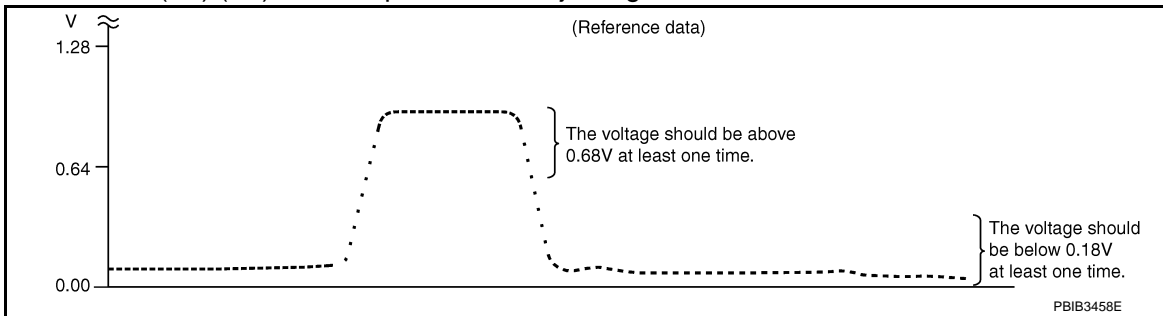 V
(Reference data)
1.28
The voltage should be above
0.68V at least one time.
0.64
The voltage should
be below 0.18V
at least one time.
0.00
PBIB3458E